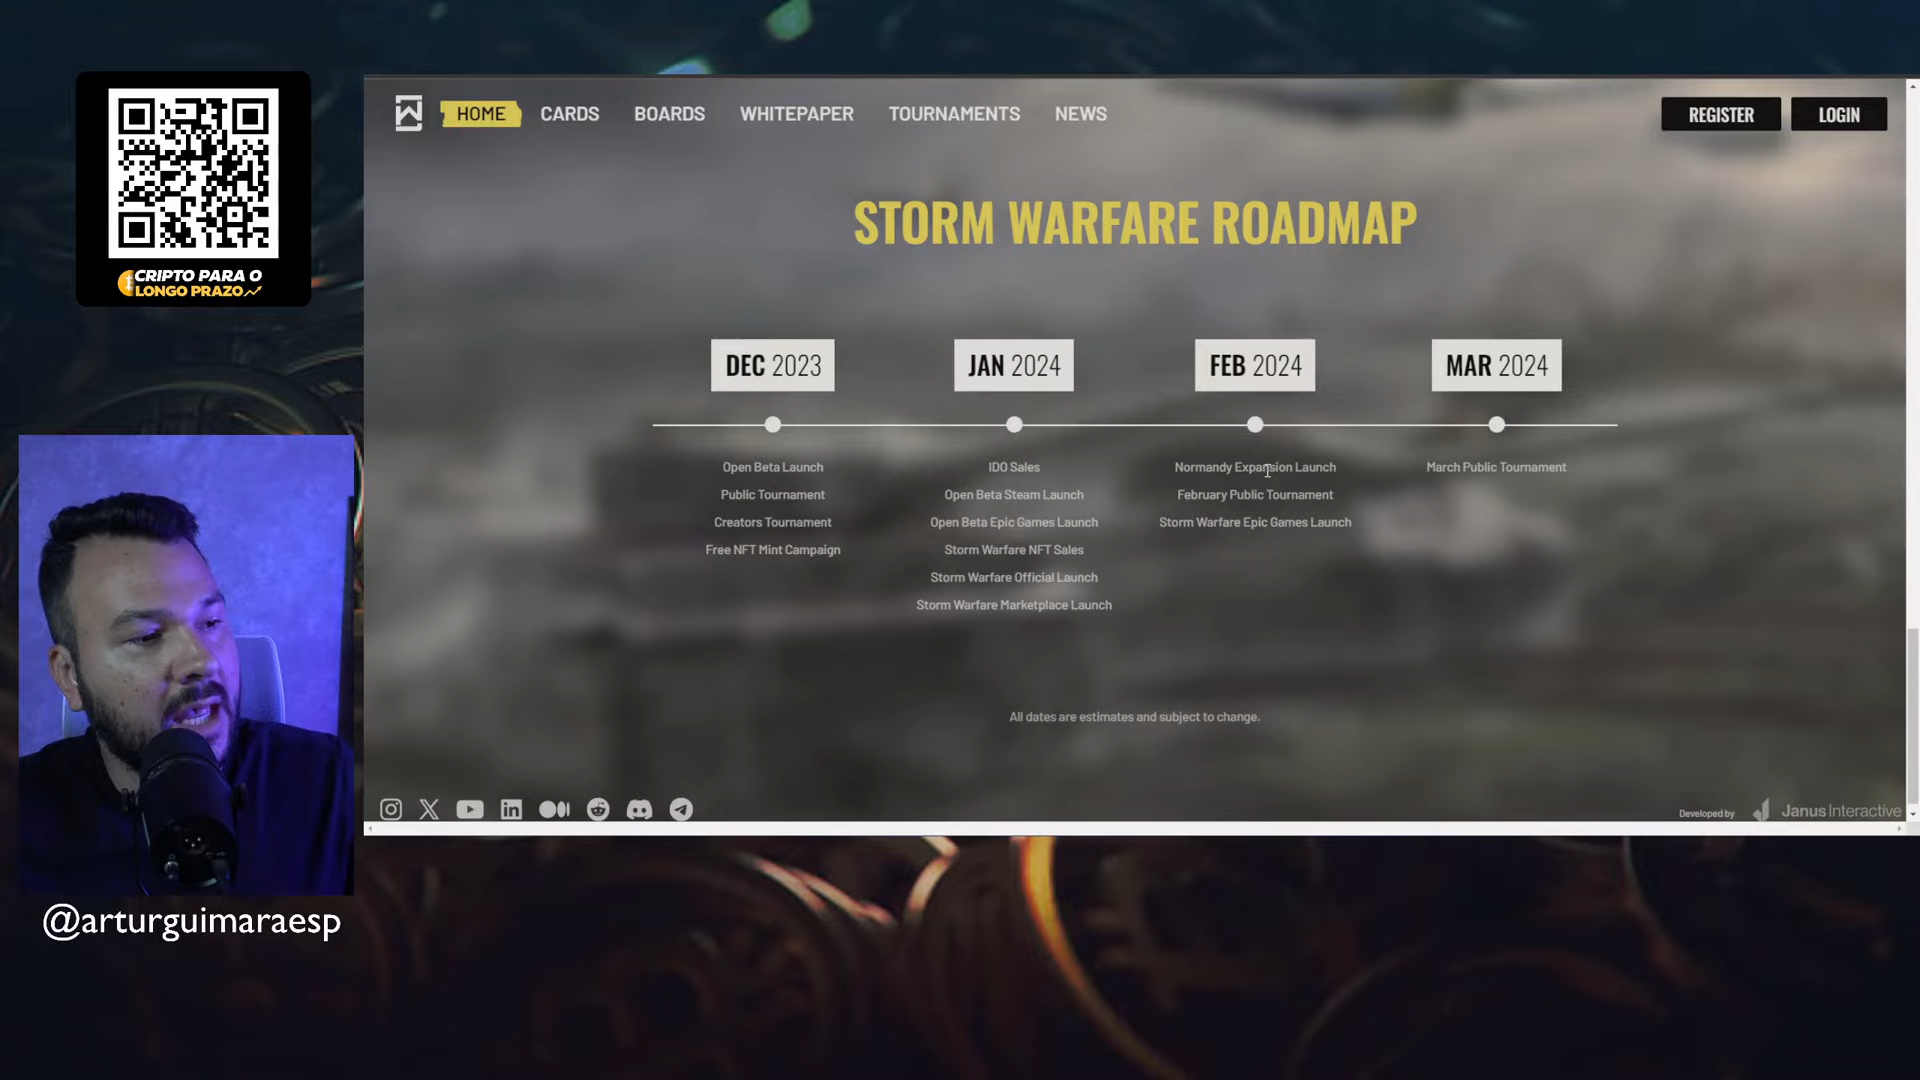 CRIPTO PARA O
LONGO PRAZO
HOME CARDS BOARDS WHITEPAPER TOURNAMENTS NEWS
REGISTER LOGIN
STORM WARFARE ROADMAP
DEC 2023
Open Beta Launch
Public Tournament
Creators Tournament
Free NFT Mint Campaign
JAN 2024
IDO Sales
Open Beta Steam Launch
Open Beta Epic Games Launch
Storm Warfare NFT Sales
Storm Warfare Official Launch
Storm Warfare Marketplace Launch
FEB 2024
Normandy Expansion Launch
February Public Tournament
Storm Warfare Epic Games Launch
MAR 2024
March Public Tournament
All dates are estimates and subject to change.
Developed by Janus Interactive
@arturguimaraesp